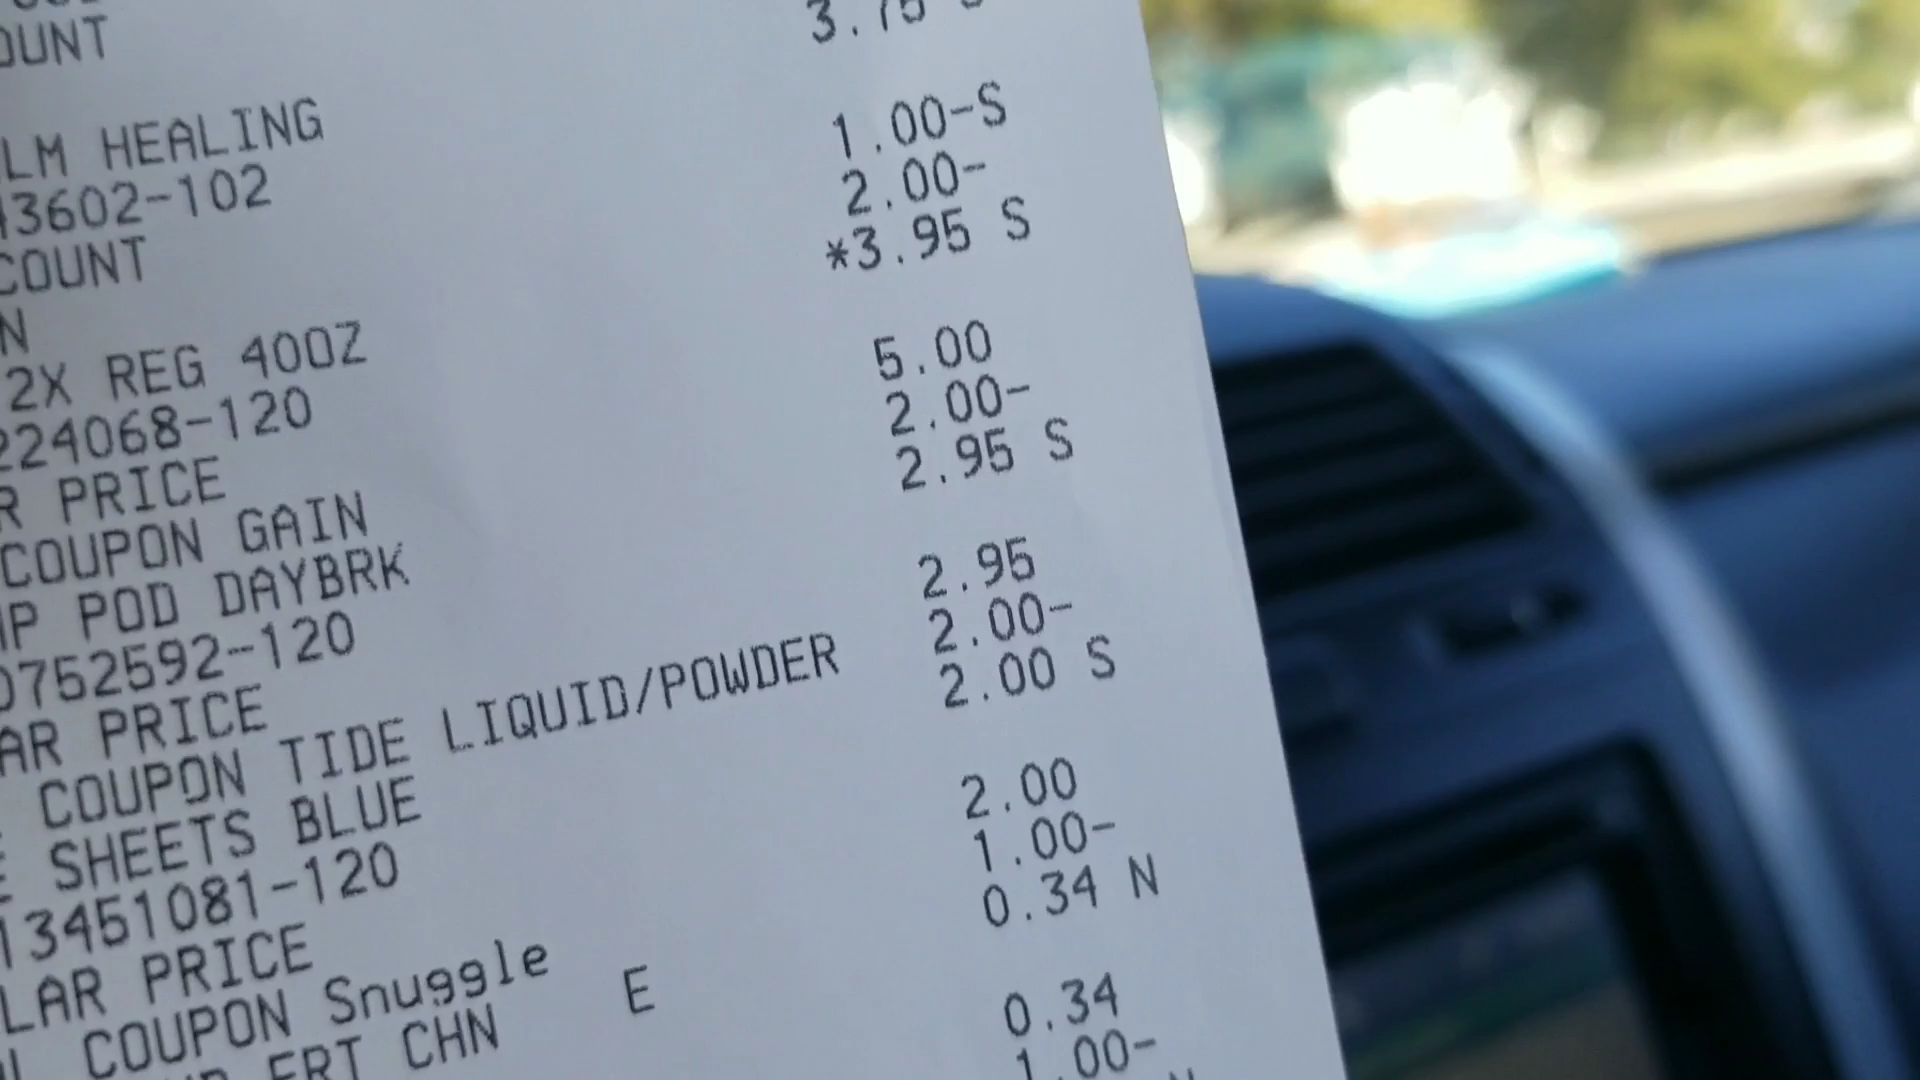 OUNT
LM HEALING 3.75
3602-102
COUNT 1.00-S
N 2.00-
2X REG 40OZ *3.95 S
224068-120
R PRICE 5.00
COUPON GAIN 2.00-
IP POD DAYBRK 2.95 S
0752592-120
AR PRICE 2.95
COUPON TIDE LIQUID/POWDER 2.00-
E SHEETS BLUE 2.00 S
13451081-120
LAR PRICE 2.00
COUPON Snuggle 1.00-
CHN E 0.34 N
0.34
1.00-